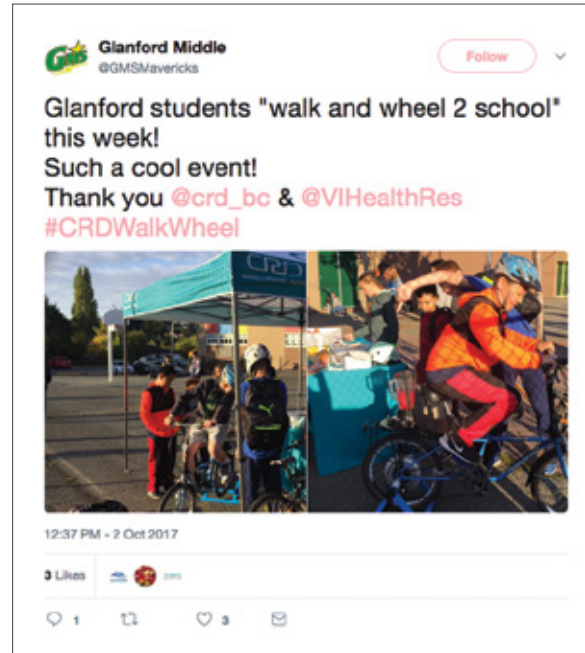 GMS
Glanford Middle
@GMSMavericks
Follow
Glanford students "walk and wheel 2 school"
this week!
Such a cool event!
Thank you @crd_bc & @VIHealthRes
#CRDWalkWheel
CRD
12:37 PM - 2 Oct 2017
3 Likes
1
3